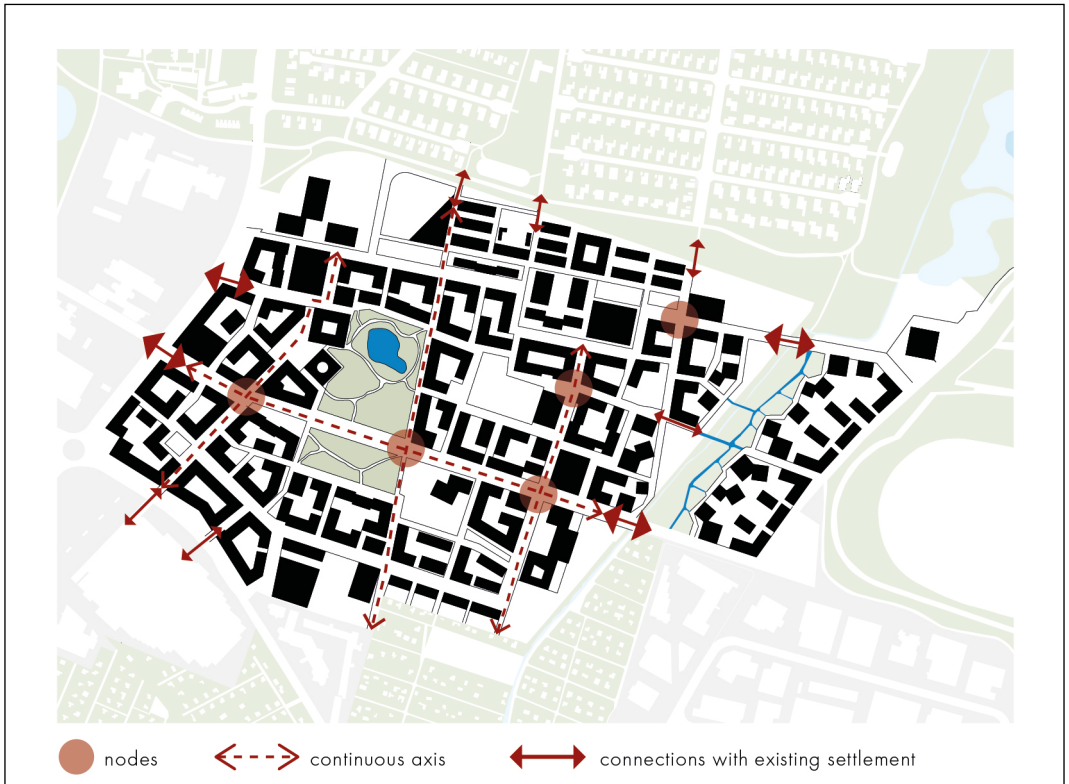 nodes
continuous axis
connections with existing settlement